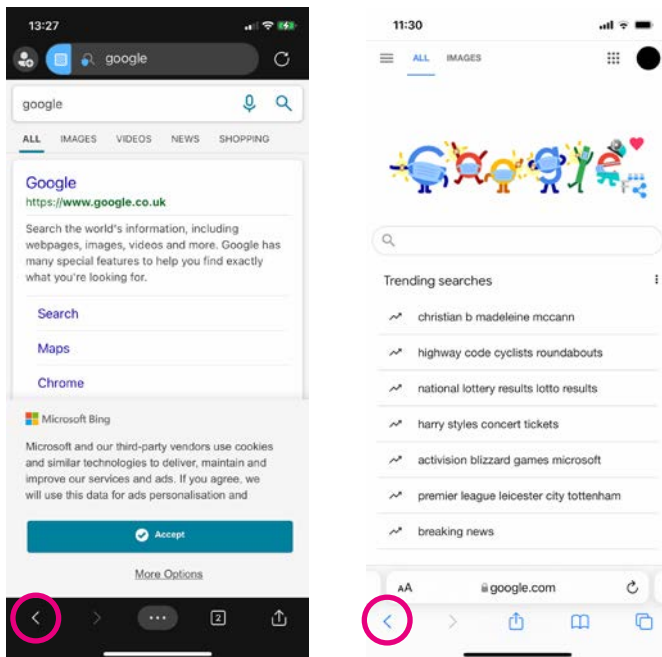 13:27
google
google
ALL IMAGES VIDEOS NEWS SHOPPING
Google
https://www.google.co.uk
Search the world's information, including
webpages, images, videos and more. Google has
many special features to help you find exactly
what you're looking for.
Search
Maps
Chrome
Microsoft Bing
Microsoft and our third-party vendors use cookies
and similar technologies to deliver, maintain and
improve our services and ads. If you agree, we
will use this data for ads personalisation and
Accept
More Options
2
11:30
ALL IMAGES
Google
Trending searches
christian b madeleine mccann
highway code cyclists roundabouts
national lottery results lotto results
harry styles concert tickets
activision blizzard games microsoft
premier league leicester city tottenham
breaking news
AA google.com